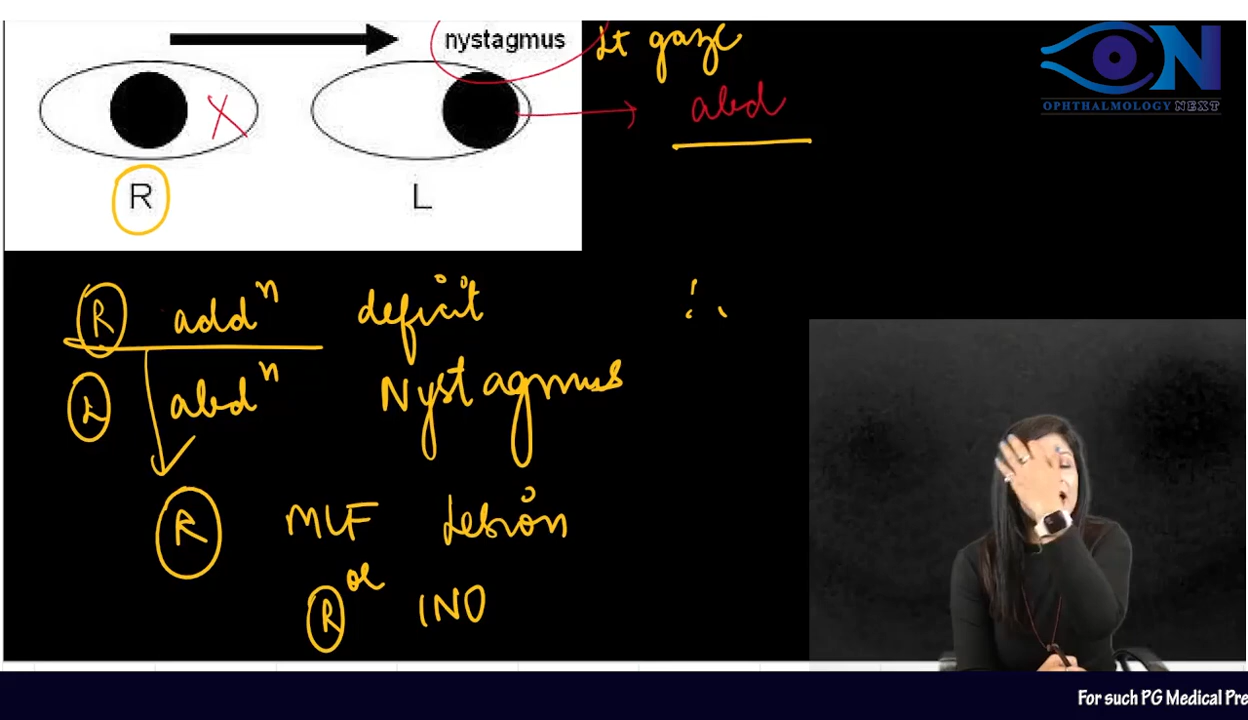 nystagmus
Lt gaze
abd
ON
OPHTHALMOLOGY NEXT
R
L
R addⁿ deficit ∴
L abdⁿ Nystagmus
R MLF Lesion
or
R INO
For such PG Medical Pre